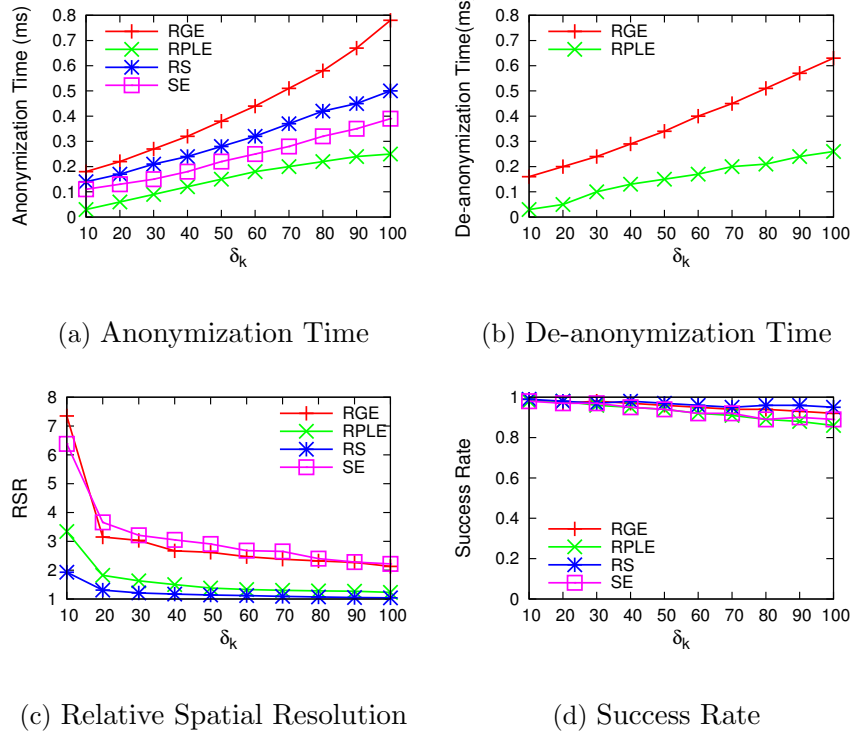 Anonymization Time (ms)
0.8
0.7
0.6
0.5
0.4
0.3
0.2
0.1
0
RGE
RPLE
RS
SE
10 20 30 40 50 60 70 80 90 100
δk
(a) Anonymization Time
De-anonymization Time(ms)
0.8
0.7
0.6
0.5
0.4
0.3
0.2
0.1
0
RGE
RPLE
10 20 30 40 50 60 70 80 90 100
δk
(b) De-anonymization Time
RSR
8
7
6
5
4
3
2
1
RGE
RPLE
RS
SE
10 20 30 40 50 60 70 80 90 100
δk
(c) Relative Spatial Resolution
Success Rate
1
0.8
0.6
0.4
0.2
0
RGE
RPLE
RS
SE
10 20 30 40 50 60 70 80 90 100
δk
(d) Success Rate